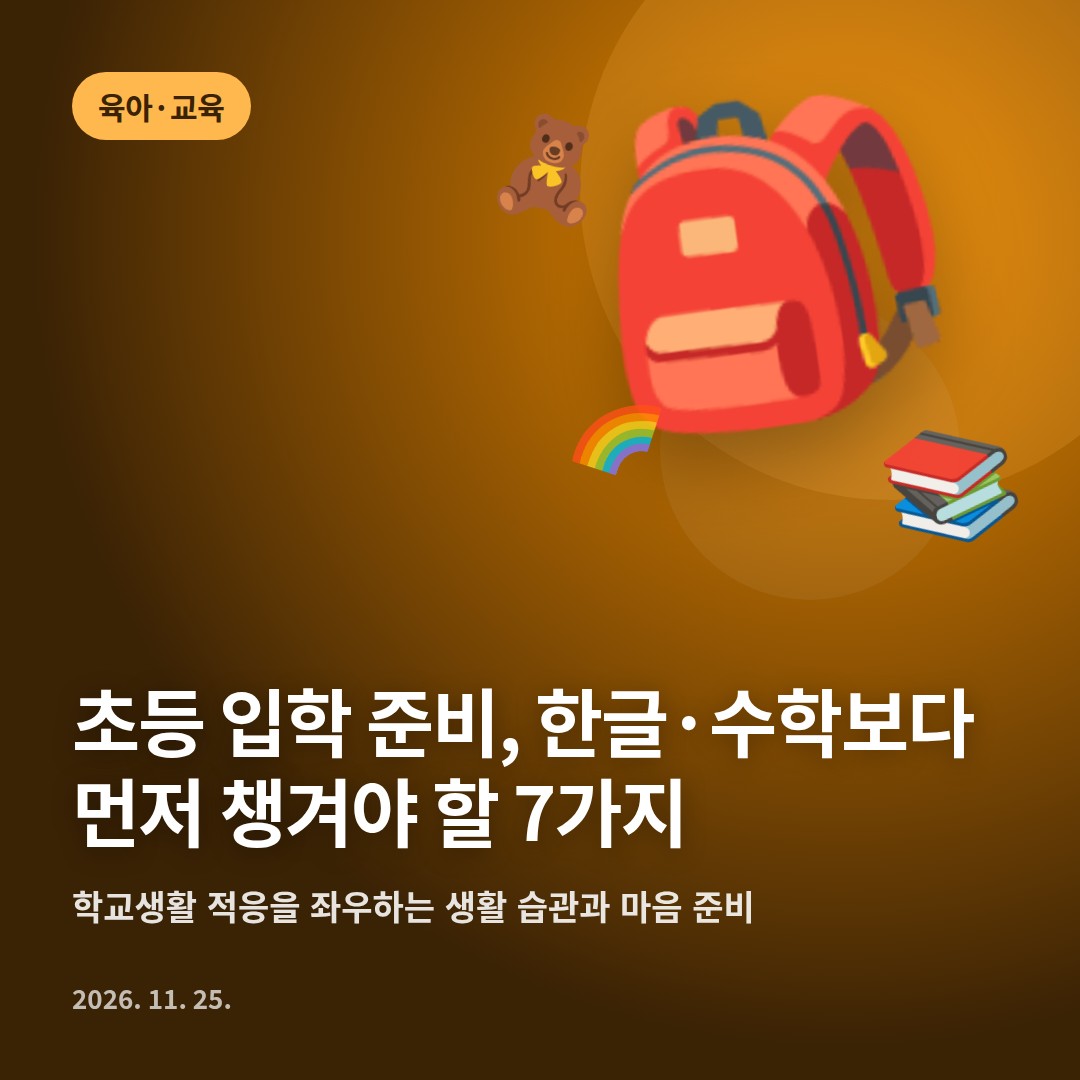 육아·교육
초등 입학 준비, 한글·수학보다
먼저 챙겨야 할 7가지
학교생활 적응을 좌우하는 생활 습관과 마음 준비
2026. 11. 25.